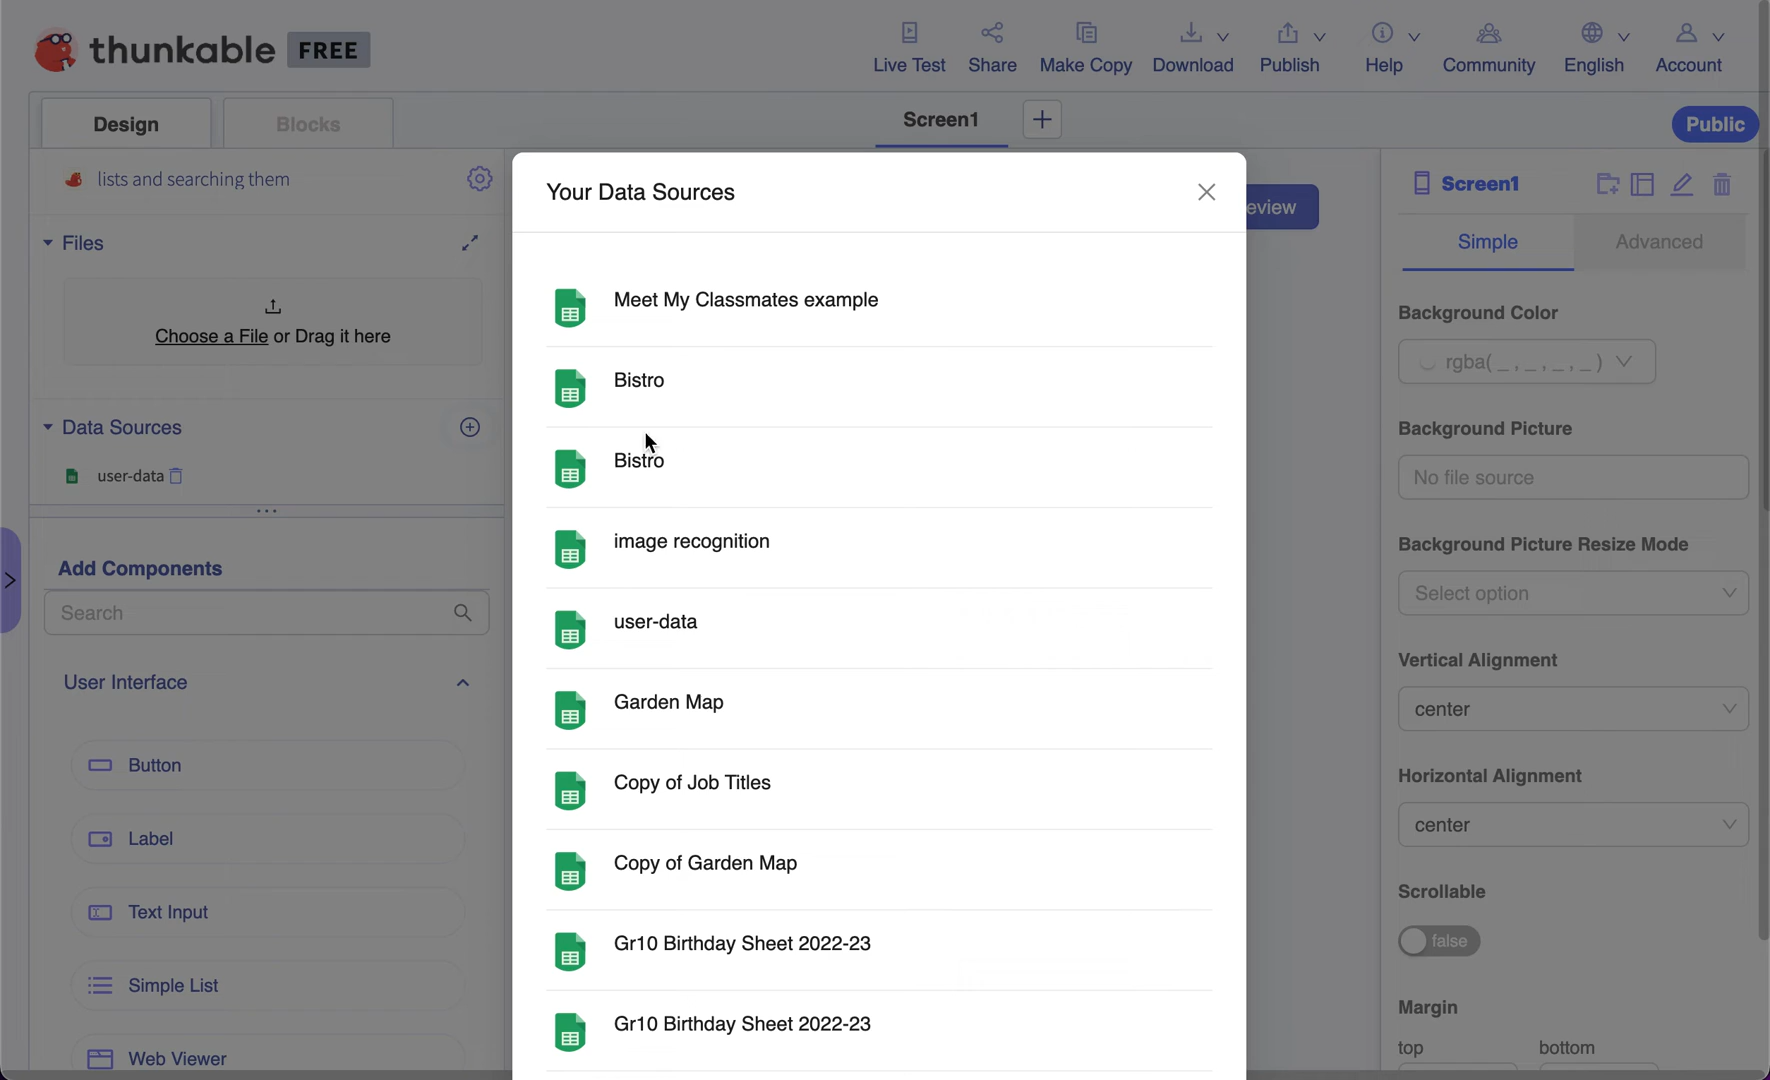 thunkable FREE
Live Test
Share
Make Copy
Download
Publish
Help
Community
English
Account
Design
Blocks
Screen1
Public
lists and searching them
Files
Choose a File or Drag it here
Data Sources
user-data
Add Components
Search
User Interface
Button
Label
Text Input
Simple List
Web Viewer
Your Data Sources
eview
Meet My Classmates example
Bistro
Bistro
image recognition
user-data
Garden Map
Copy of Job Titles
Copy of Garden Map
Gr10 Birthday Sheet 2022-23
Gr10 Birthday Sheet 2022-23
Screen1
Simple
Advanced
Background Color
rgba( _ , _ , _ , _ )
Background Picture
No file source
Background Picture Resize Mode
Select option
Vertical Alignment
center
Horizontal Alignment
center
Scrollable
false
Margin
top bottom